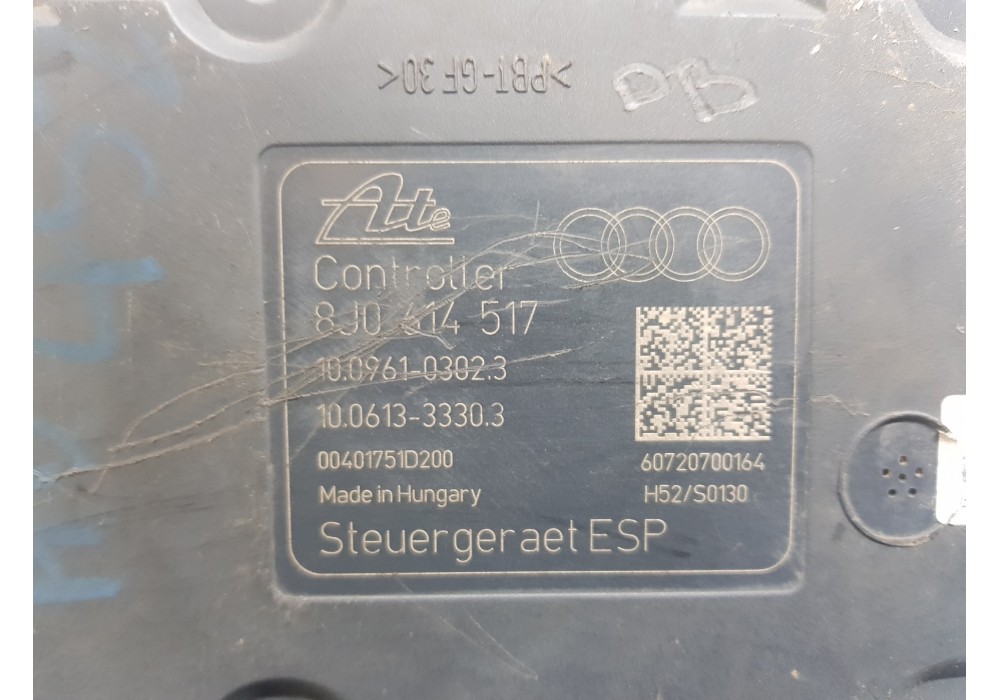 >PBT-GF30<
DB
Ate
Controller
8J0 614 517
10.0961-0302.3
10.0613-3330.3
00401751D200
60720700164
Made in Hungary
H52/S0130
Steuergeraet ESP